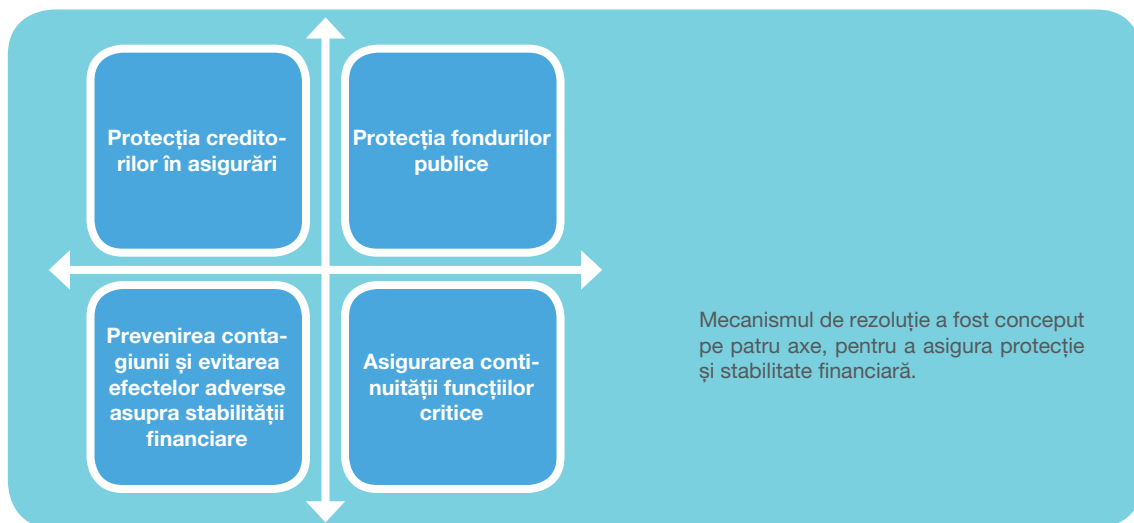 Protecția credito-
rilor în asigurări
Protecția fondurilor
publice
Prevenirea conta-
giunii și evitarea
efectelor adverse
asupra stabilității
financiare
Asigurarea conti-
nuității funcțiilor
critice
Mecanismul de rezoluție a fost conceput
pe patru axe, pentru a asigura protecție
și stabilitate financiară.